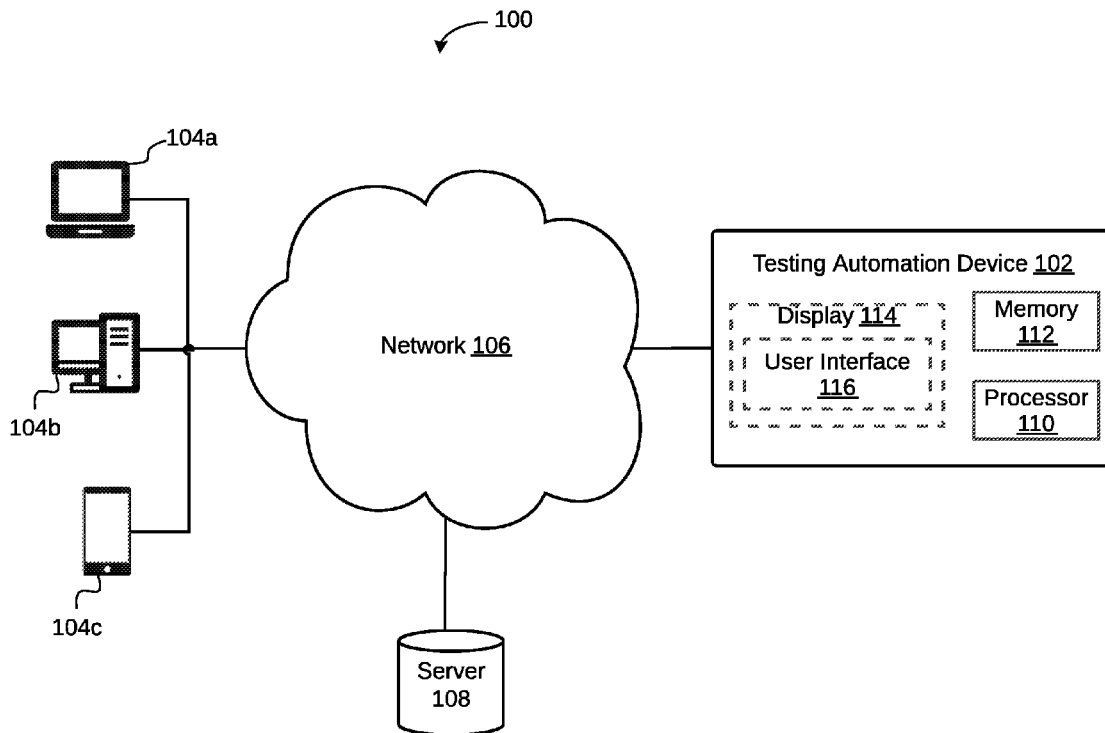 100
104a
Testing Automation Device 102
Display 114
Memory
112
User Interface
116
Network 106
Processor
110
104b
104c
Server
108